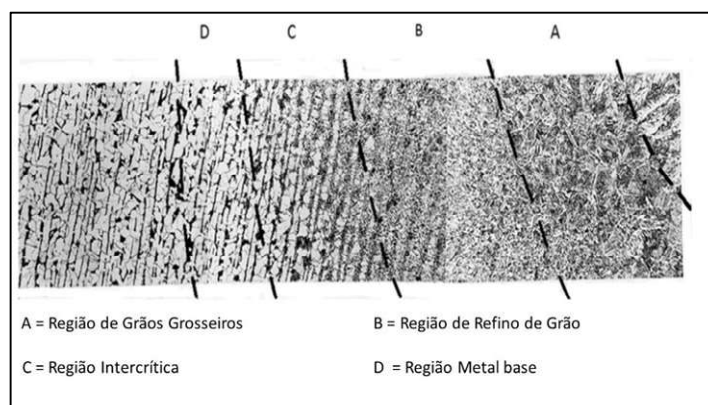 D C B A
A = Região de Grãos Grosseiros B = Região de Refino de Grão
C = Região Intercrítica D = Região Metal base